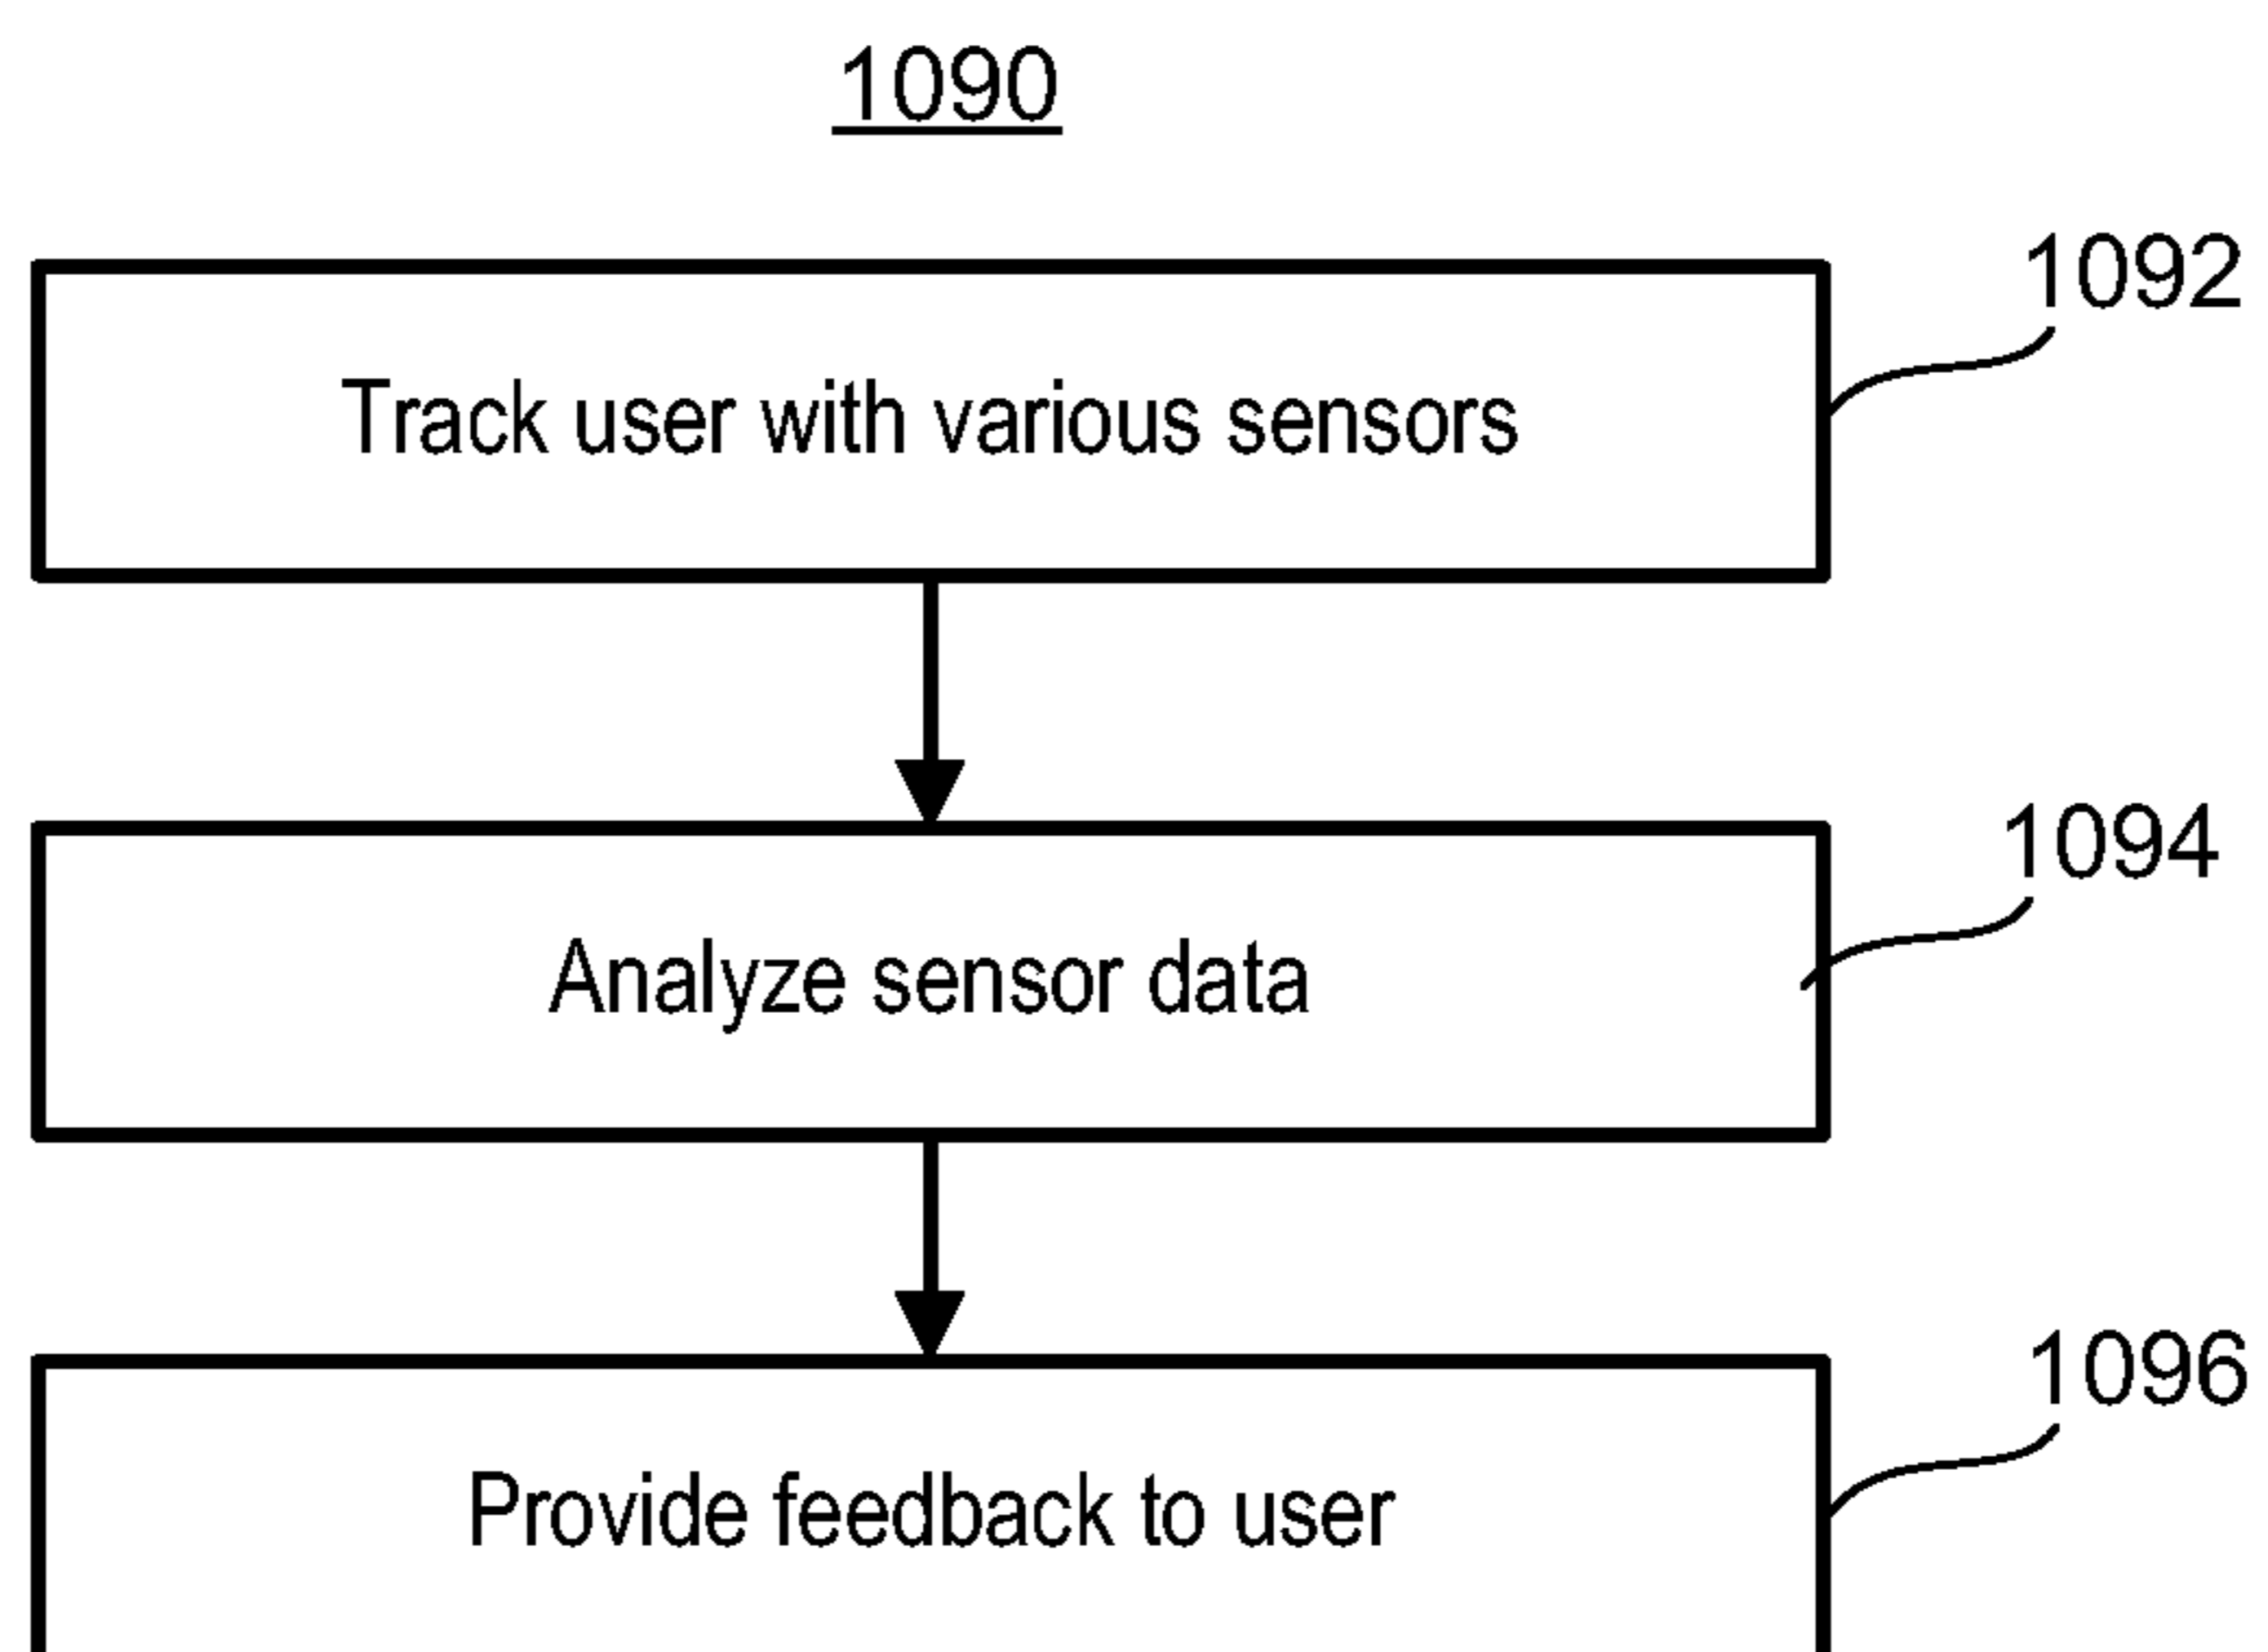 1090
1092
Track user with various sensors
1094
Analyze sensor data
1096
Provide feedback to user